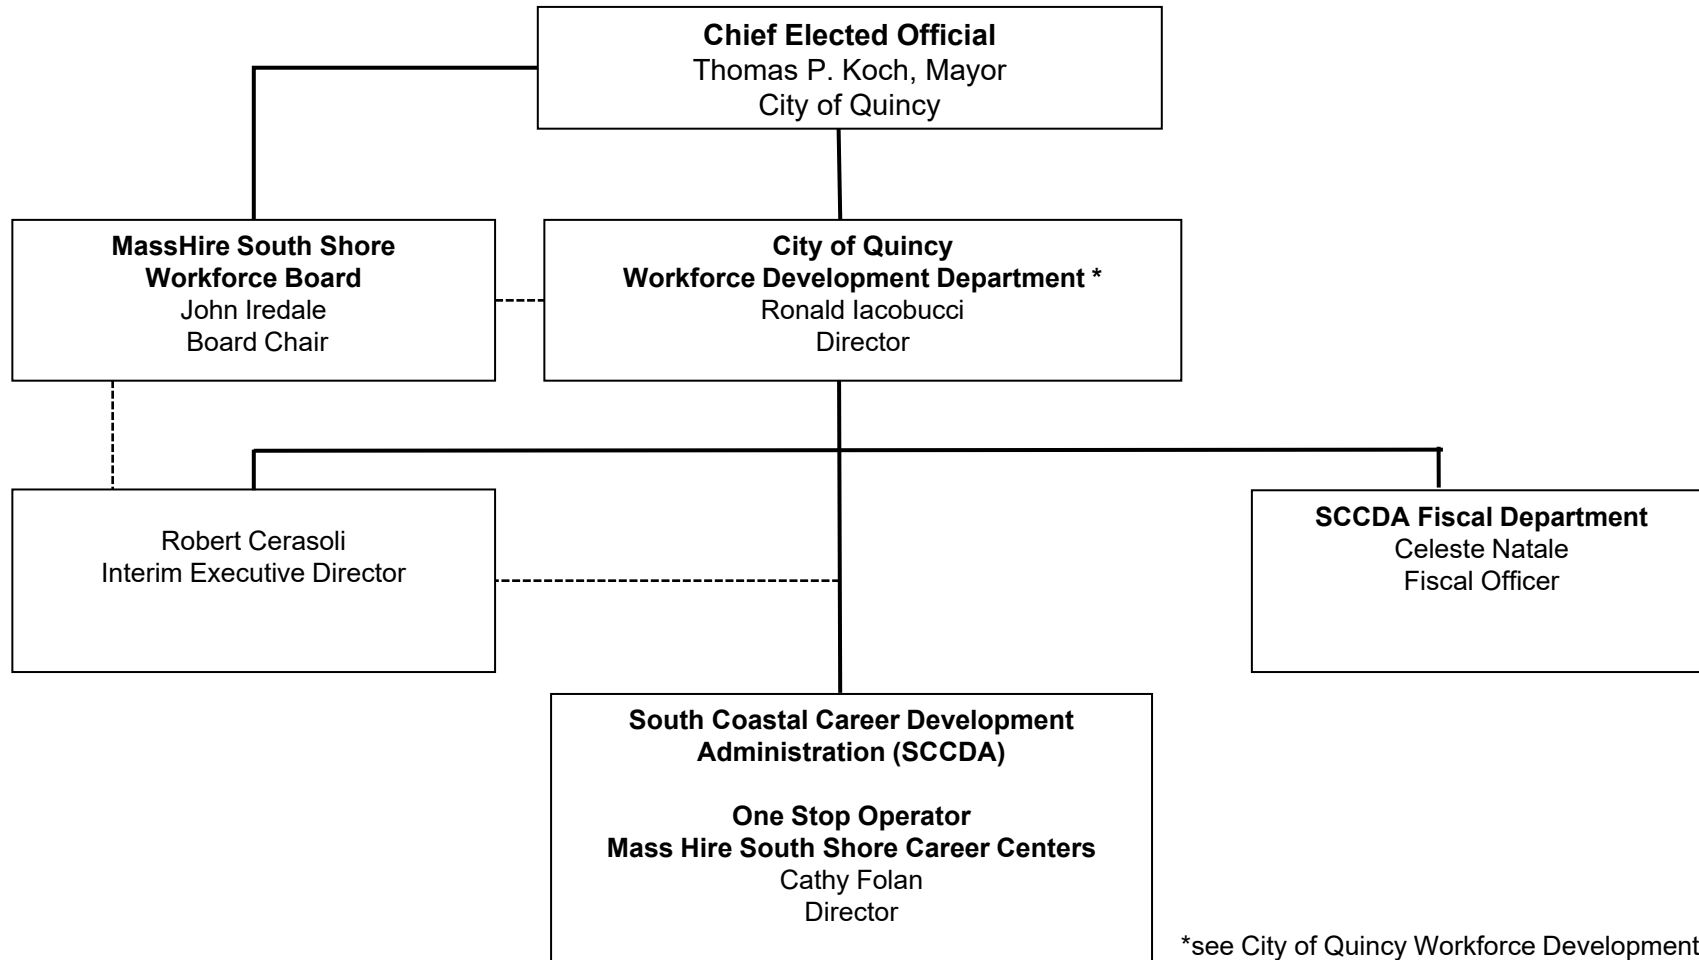 Chief Elected Official
Thomas P. Koch, Mayor
City of Quincy
MassHire South Shore
Workforce Board
John Iredale
Board Chair
City of Quincy
Workforce Development Department *
Ronald Iacobucci
Director
Robert Cerasoli
Interim Executive Director
SCCDA Fiscal Department
Celeste Natale
Fiscal Officer
South Coastal Career Development
Administration (SCCDA)
One Stop Operator
Mass Hire South Shore Career Centers
Cathy Folan
Director
*see City of Quincy Workforce Development